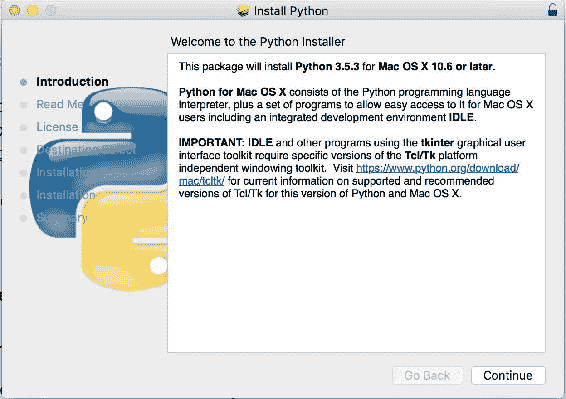 Install Python
Welcome to the Python Installer
Introduction
Read Me
License
Destination Select
Installation
Installation
Summary
This package will install Python 3.5.3 for Mac OS X 10.6 or later.
Python for Mac OS X consists of the Python programming language
interpreter, plus a set of programs to allow easy access to it for Mac OS X
users including an integrated development environment IDLE.
IMPORTANT: IDLE and other programs using the tkinter graphical user
interface toolkit require specific versions of the Tcl/Tk platform
independent windowing toolkit. Visit https://www.python.org/download/
mac/tcltk/ for current information on supported and recommended
versions of Tcl/Tk for this version of Python and Mac OS X.
Go Back
Continue